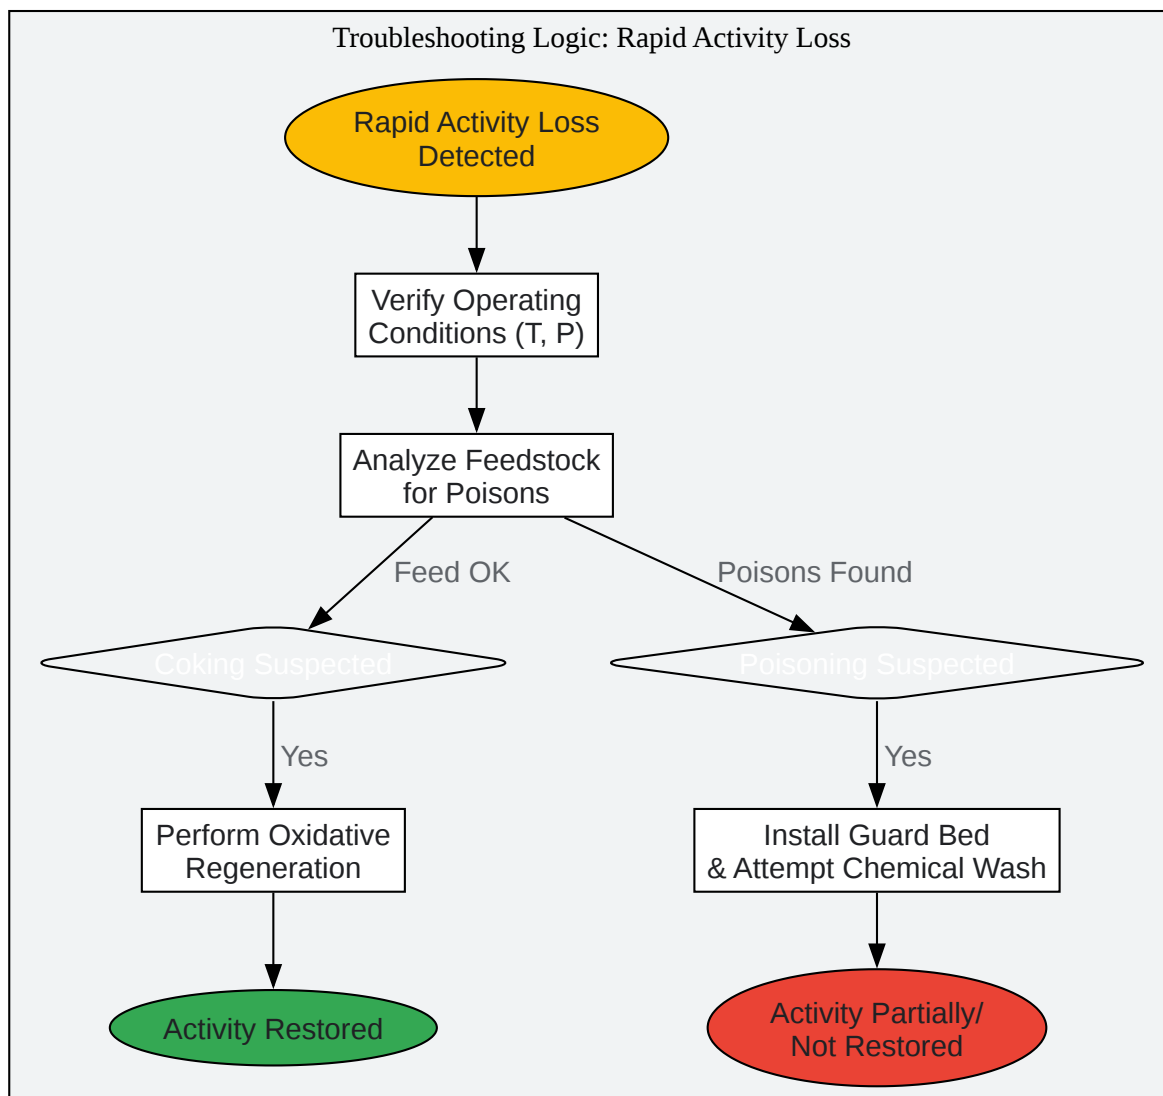 Troubleshooting Logic: Rapid Activity Loss
Rapid Activity Loss
Detected
Verify Operating
Conditions (T, P)
Analyze Feedstock
for Poisons
Feed OK
Poisons Found
Coking Suspected
Poisoning Suspected
Yes
Yes
Perform Oxidative
Regeneration
Install Guard Bed
& Attempt Chemical Wash
Activity Restored
Activity Partially/
Not Restored